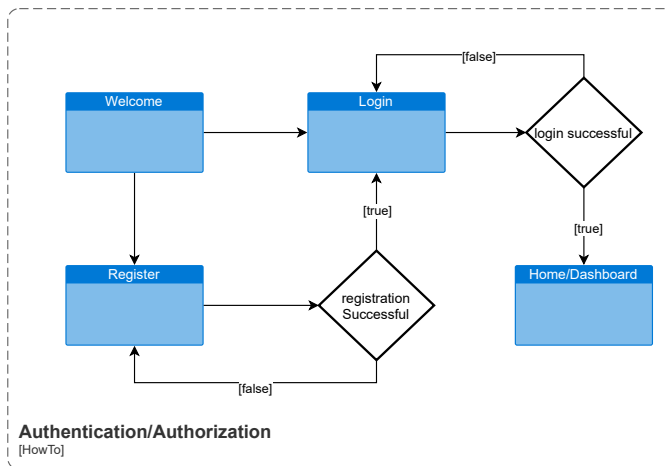 [false]
Welcome
Login
login successful
[true]
[true]
Register
Home/Dashboard
registration
Successful
[false]
Authentication/Authorization
[HowTo]